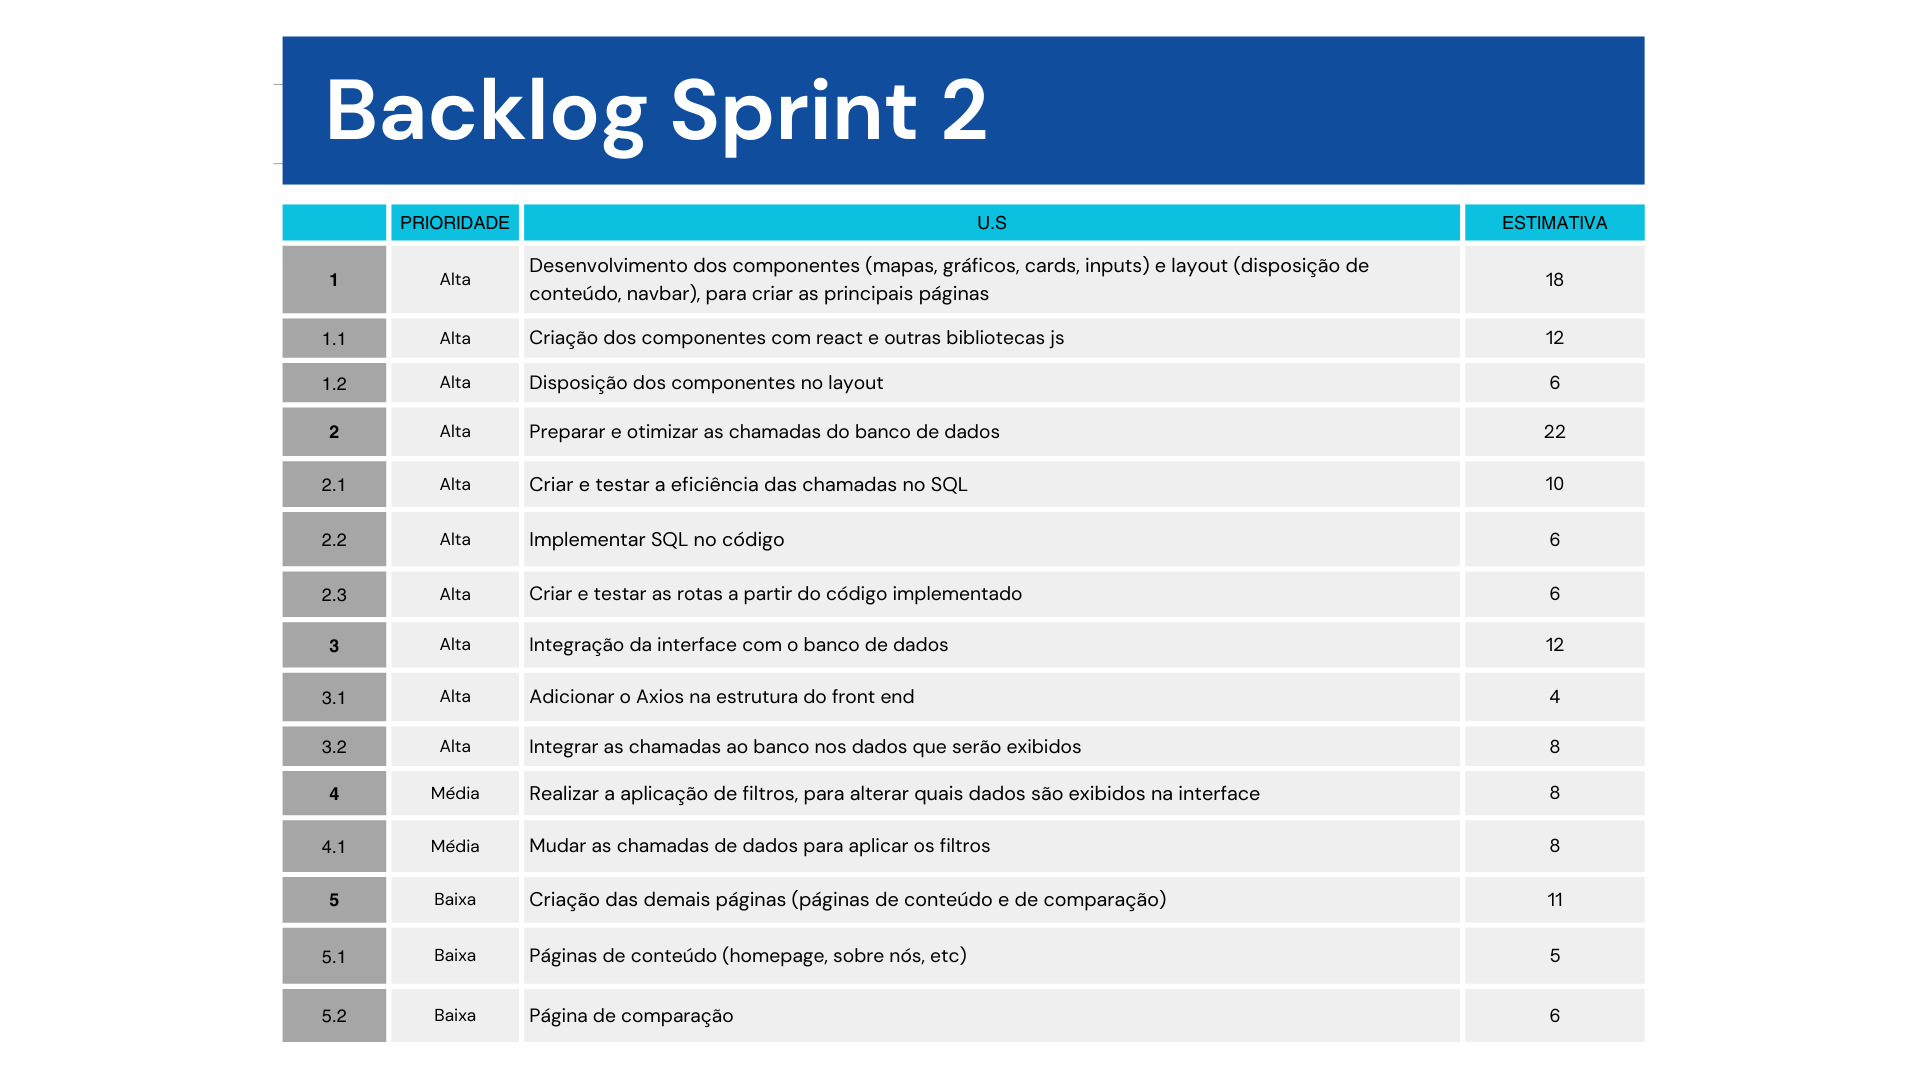 Backlog Sprint 2
PRIORIDADE U.S ESTIMATIVA
1 Alta Desenvolvimento dos componentes (mapas, gráficos, cards, inputs) e layout (disposição de
conteúdo, navbar), para criar as principais páginas 18
1.1 Alta Criação dos componentes com react e outras bibliotecas js 12
1.2 Alta Disposição dos componentes no layout 6
2 Alta Preparar e otimizar as chamadas do banco de dados 22
2.1 Alta Criar e testar a eficiência das chamadas no SQL 10
2.2 Alta Implementar SQL no código 6
2.3 Alta Criar e testar as rotas a partir do código implementado 6
3 Alta Integração da interface com o banco de dados 12
3.1 Alta Adicionar o Axios na estrutura do front end 4
3.2 Alta Integrar as chamadas ao banco nos dados que serão exibidos 8
4 Média Realizar a aplicação de filtros, para alterar quais dados são exibidos na interface 8
4.1 Média Mudar as chamadas de dados para aplicar os filtros 8
5 Baixa Criação das demais páginas (páginas de conteúdo e de comparação) 11
5.1 Baixa Páginas de conteúdo (homepage, sobre nós, etc) 5
5.2 Baixa Página de comparação 6